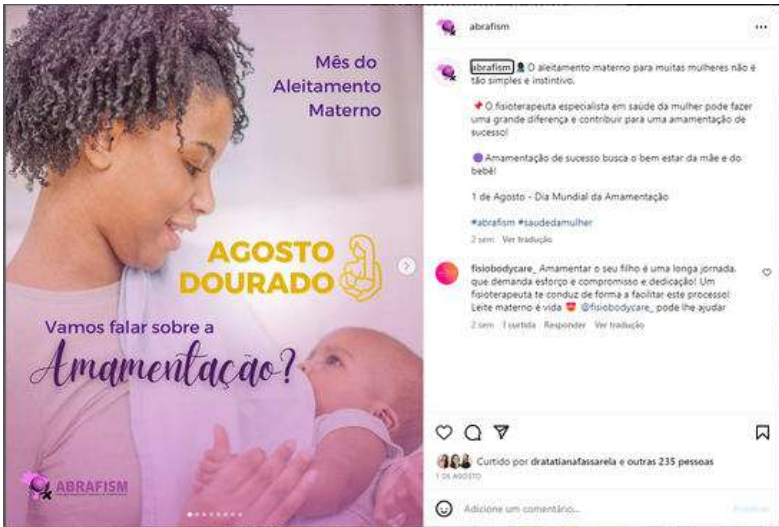 Mês do
Aleitamento
Materno
AGOSTO
DOURADO
Vamos falar sobre a
Amamentação?
ABRAFISM
abrafism
abrafism O aleitamento materno para muitas mulheres não é
tão simples e instintivo.
O fisioterapeuta especialista em saúde da mulher pode fazer
uma grande diferença e contribuir para uma amamentação de
sucesso!
Amamentação de sucesso busca o bem estar da mãe e do
bebê!
1 de Agosto - Dia Mundial da Amamentação
#abrafism #saudedamulher
2 sem Ver tradução
fisiobodycare_ Amamentar o seu filho é uma longa jornada,
que demanda esforço e compromisso e dedicação! Um
fisioterapeuta te conduz de forma a facilitar este processo!
Leite materno é vida @fisiobodycare_ pode lhe ajudar
2 sem 1 curtida Responder Ver tradução
Curtido por dratatianafassarela e outras 235 pessoas
1 DE AGOSTO
Adicione um comentário...